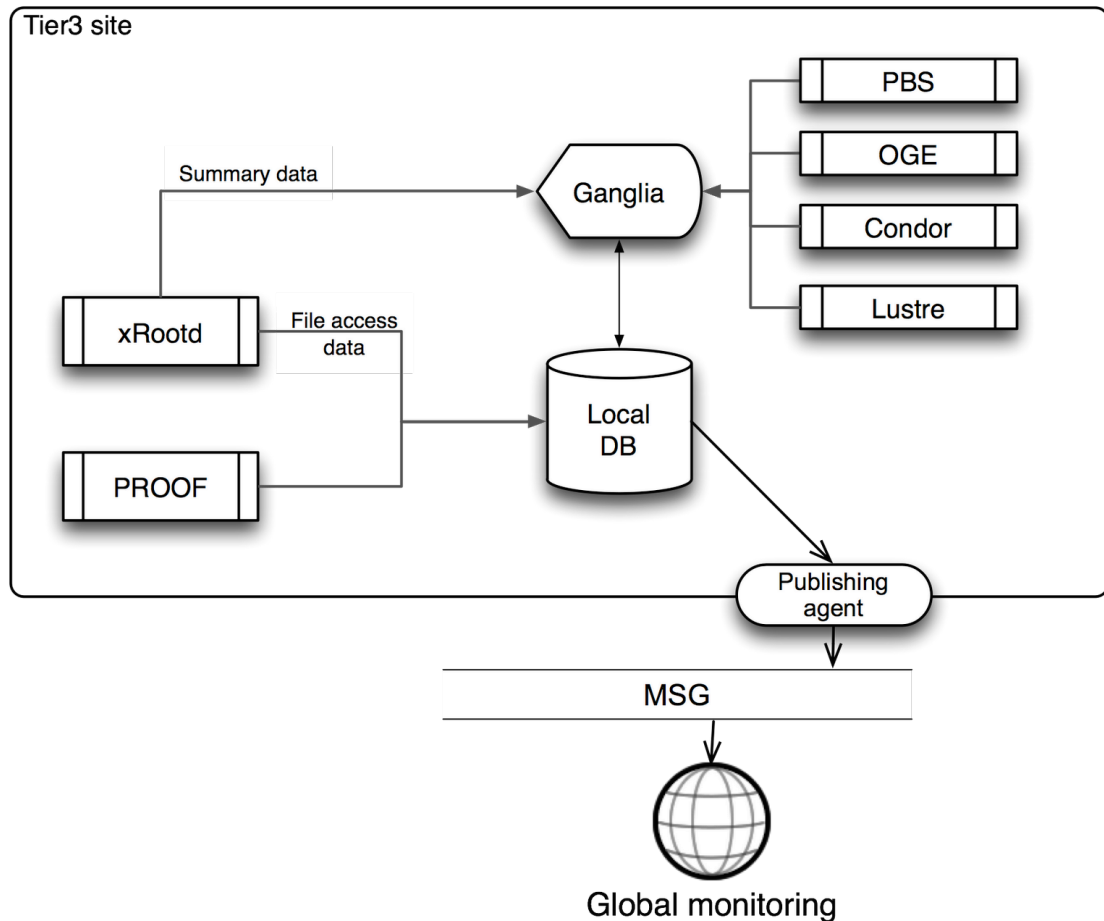 Tier3 site
PBS
OGE
Summary data
Ganglia
Condor
Lustre
xRootd
File access
data
Local
DB
PROOF
Publishing
agent
MSG
Global monitoring